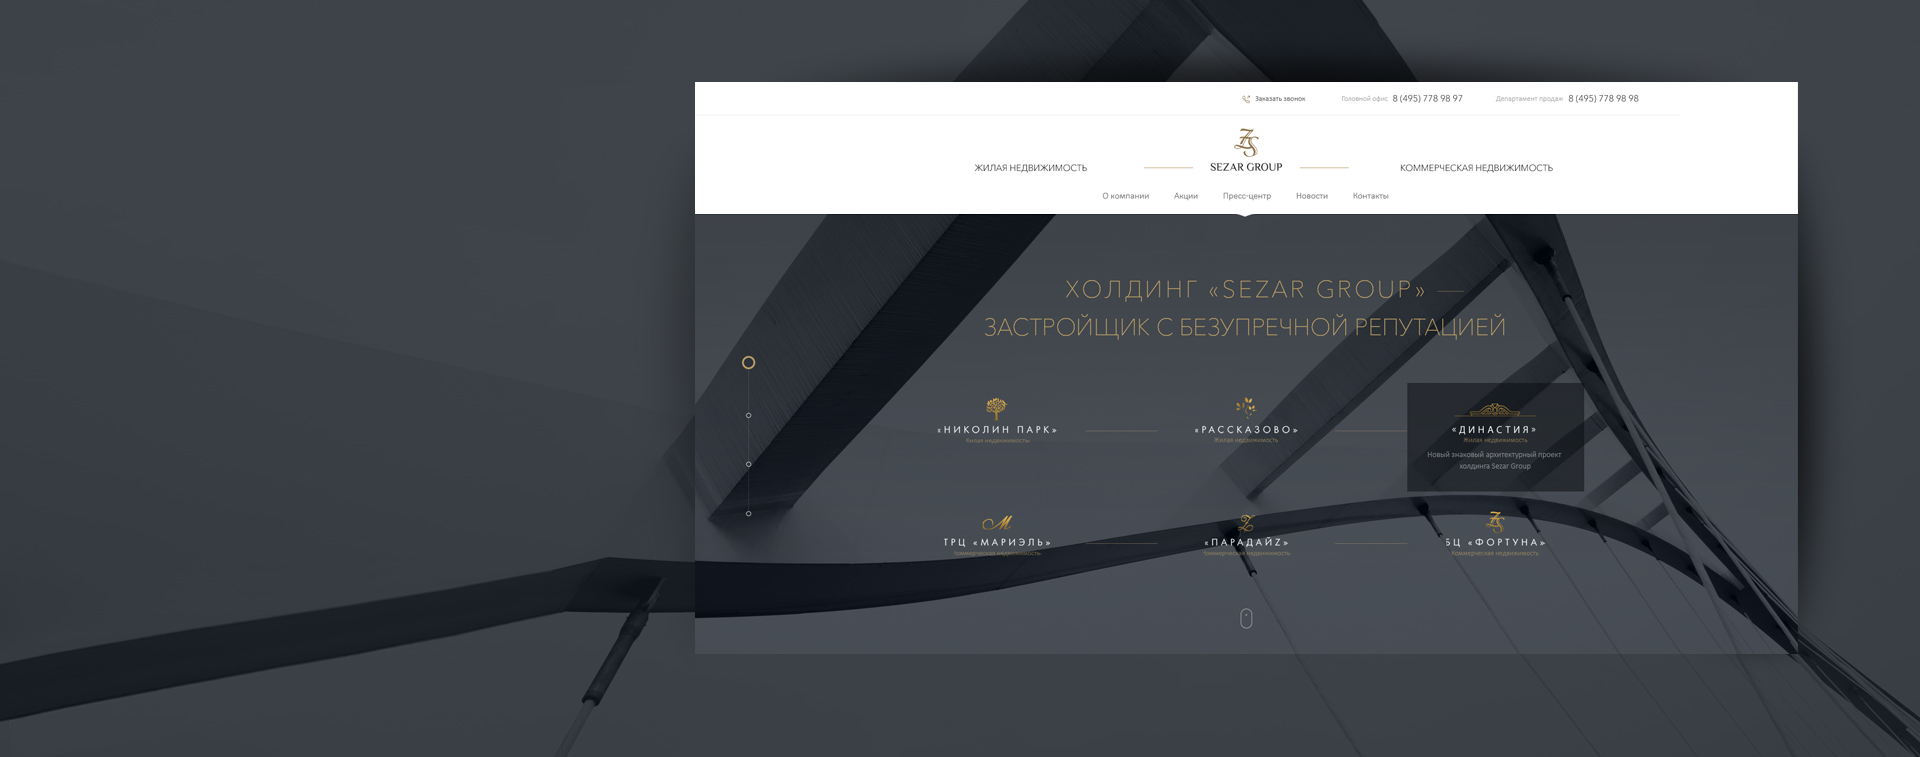 Заказать звонок
Головной офис 8 (495) 778 98 97
Департамент продаж 8 (495) 778 98 98
ЖИЛАЯ НЕДВИЖИМОСТЬ
SEZAR GROUP
КОММЕРЧЕСКАЯ НЕДВИЖИМОСТЬ
О компании
Акции
Пресс-центр
Новости
Контакты
ХОЛДИНГ «SEZAR GROUP»
ЗАСТРОЙЩИК С БЕЗУПРЕЧНОЙ РЕПУТАЦИЕЙ
«НИКОЛИН ПАРК»
Жилая недвижимость
«РАССКАЗОВО»
Жилая недвижимость
«ДИНАСТИЯ»
Жилая недвижимость
Новый знаковый архитектурный проект
холдинга Sezar Group
ТРЦ «МАРИЭЛЬ»
Коммерческая недвижимость
«ПАРАДАЙZ»
Коммерческая недвижимость
БЦ «ФОРТУНА»
Коммерческая недвижимость